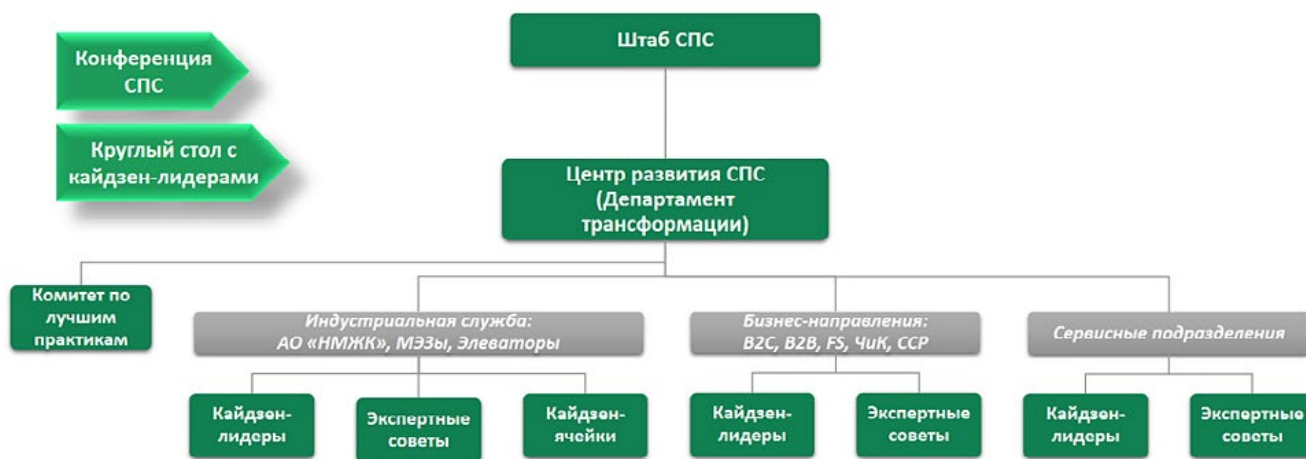 Конференция
СПС
Круглый стол с
кайдзен-лидерами
Штаб СПС
Центр развития СПС
(Департамент
трансформации)
Комитет по
лучшим
практикам
Индустриальная служба:
АО «НМЖК», МЭЗы, Элеваторы
Бизнес-направления:
B2C, B2B, FS, ЧиК, ССР
Сервисные подразделения
Кайдзен-
лидеры
Экспертные
советы
Кайдзен-
ячейки
Кайдзен-
лидеры
Экспертные
советы
Кайдзен-
лидеры
Экспертные
советы